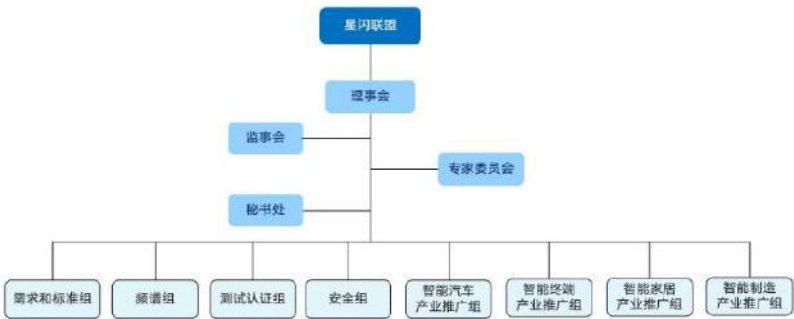 星闪联盟
理事会
监事会
专家委员会
秘书处
需求和标准组
频谱组
测试认证组
安全组
智能汽车
产业推广组
智能终端
产业推广组
智能家居
产业推广组
智能制造
产业推广组